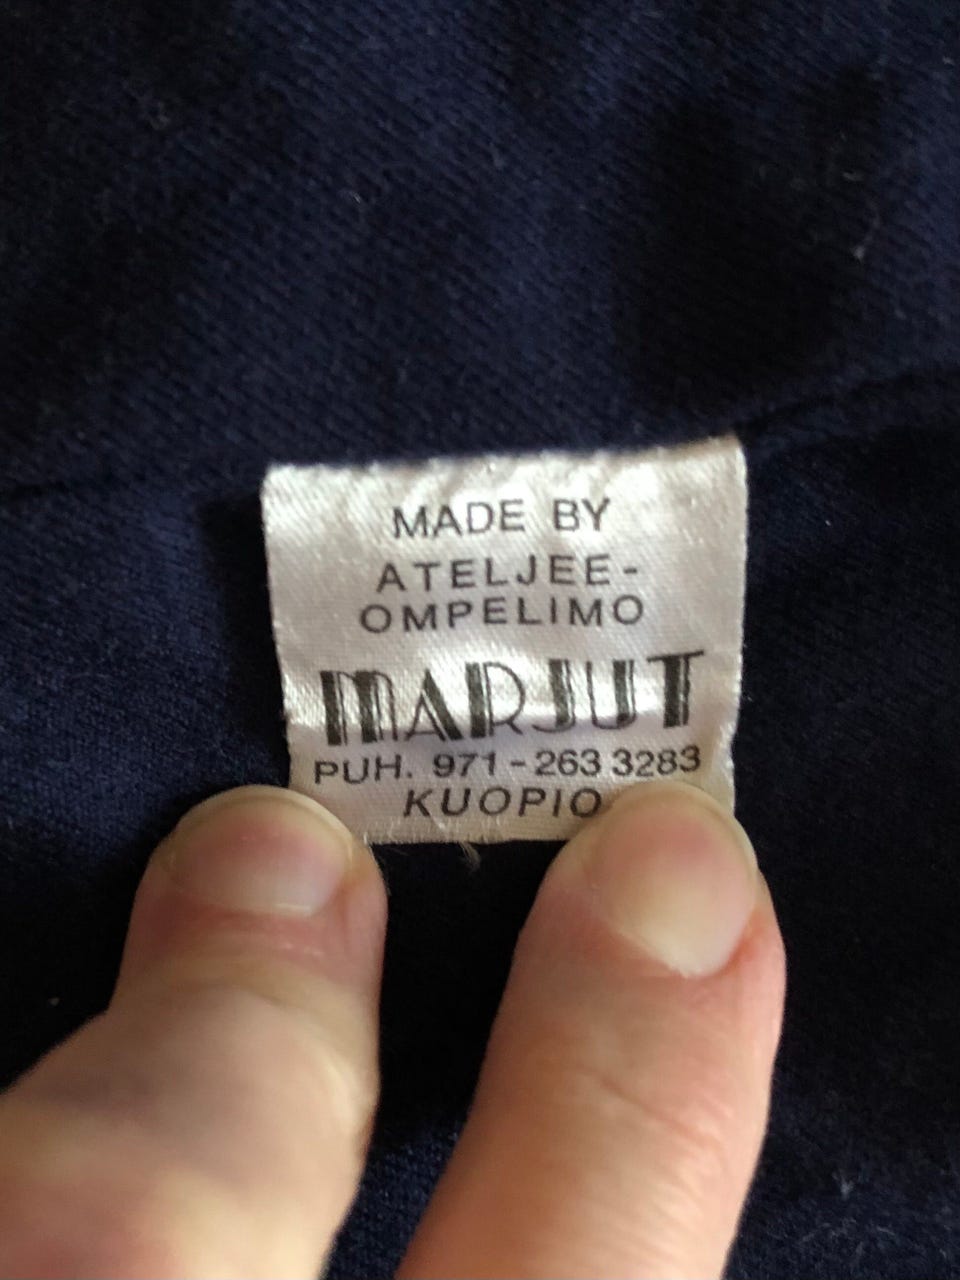 MADE BY
ATELJEE-
OMPELIMO
MARJUT
PUH. 971-263 3283
KUOPIO